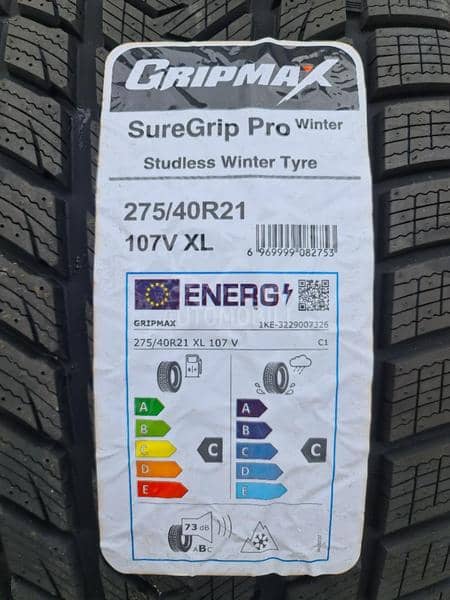 GRIPMAX
SureGrip Pro Winter
Studless Winter Tyre
275/40R21
107V XL
6 969999 082753
ENERG
GRIPMAX 1KE-3229007326
275/40R21 XL 107 V C1
A
B
C
D
E
C
A
B
C
D
E
C
73 dB
ABC